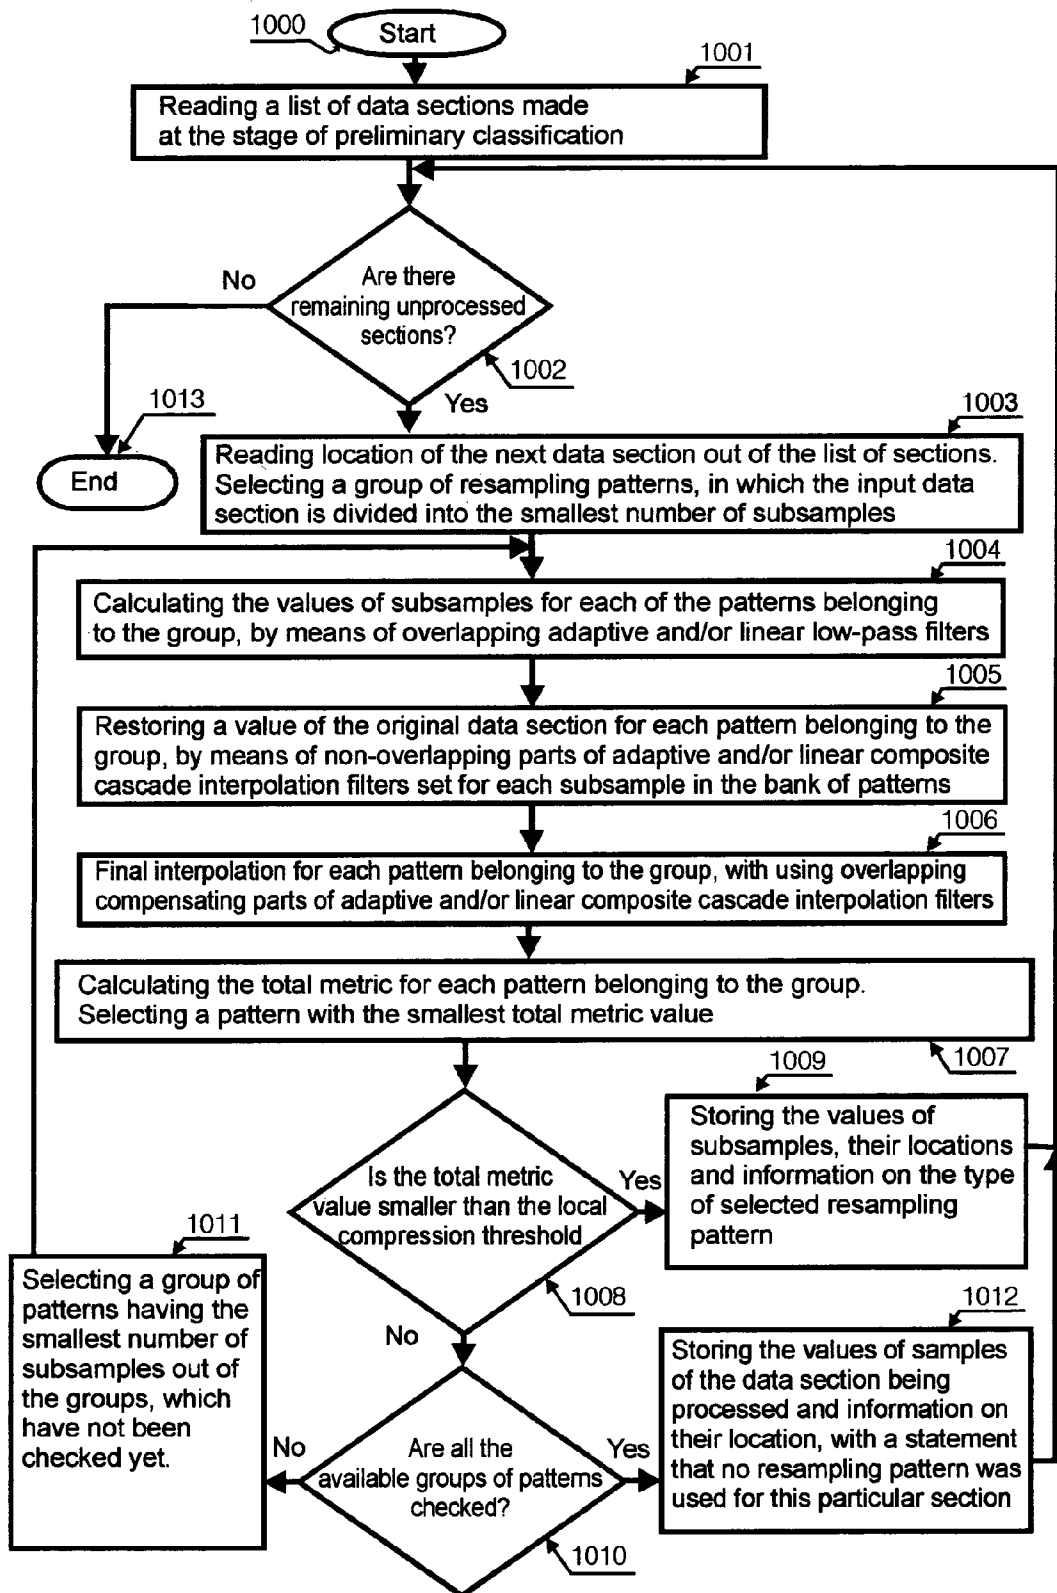 1000
Start
1001
Reading a list of data sections made
at the stage of preliminary classification
No
Are there
remaining unprocessed
sections?
1002
1013
Yes
1003
End
Reading location of the next data section out of the list of sections.
Selecting a group of resampling patterns, in which the input data
section is divided into the smallest number of subsamples
1004
Calculating the values of subsamples for each of the patterns belonging
to the group, by means of overlapping adaptive and/or linear low-pass filters
1005
Restoring a value of the original data section for each pattern belonging to the
group, by means of non-overlapping parts of adaptive and/or linear composite
cascade interpolation filters set for each subsample in the bank of patterns
1006
Final interpolation for each pattern belonging to the group, with using overlapping
compensating parts of adaptive and/or linear composite cascade interpolation filters
Calculating the total metric for each pattern belonging to the group.
Selecting a pattern with the smallest total metric value
1007
1009
Storing the values of
subsamples, their locations
and information on the type
of selected resampling
pattern
Is the total metric
value smaller than the local
compression threshold
Yes
1008
No
1011
Selecting a group of
patterns having the
smallest number of
subsamples out of
the groups, which
have not been
checked yet.
1012
Storing the values of samples
of the data section being
processed and information on
their location, with a statement
that no resampling pattern was
used for this particular section
No
Are all the
available groups of patterns
checked?
Yes
1010